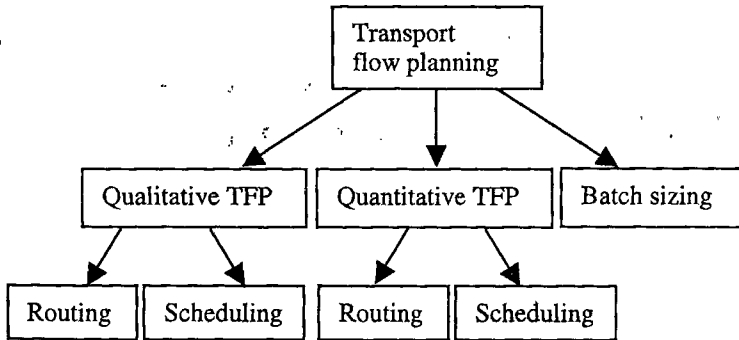 Transport
flow planning
Qualitative TFP
Quantitative TFP
Batch sizing
Routing
Scheduling
Routing
Scheduling